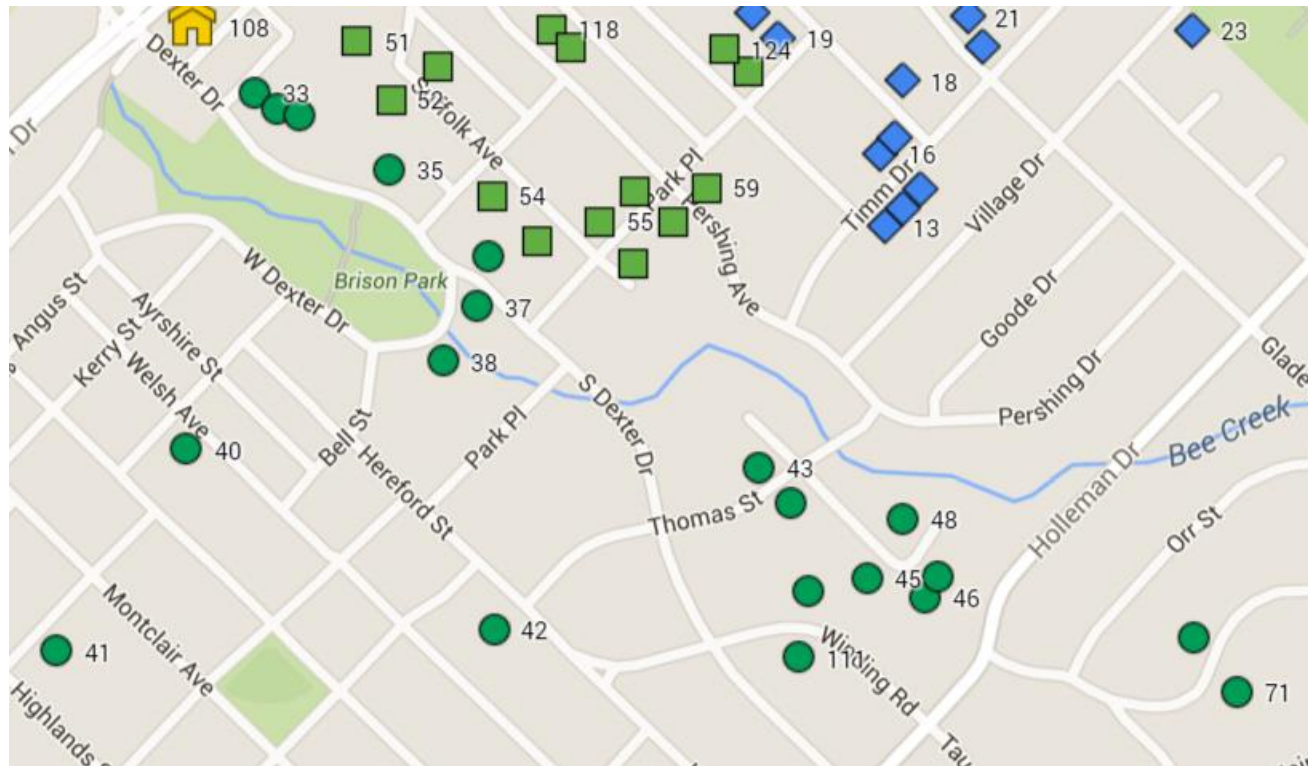 108
51
118
124
19
21
23
Dexter Dr
33
52
Suffolk Ave
18
Dr
35
16
54
Park Pl
59
55
Pershing Ave
Timm Dr
13
Village Dr
Brison Park
W Dexter Dr
37
38
Angus St
Ayrshire St
Kerry St
Welsh Ave
Goode Dr
Pershing Dr
Glade
Bee Creek
40
Bell St
Hereford St
Park Pl
S Dexter Dr
43
Thomas St
48
Holleman Dr
Orr St
45
46
Montclair Ave
41
42
111
Winding Rd
71
Highlands
Tau